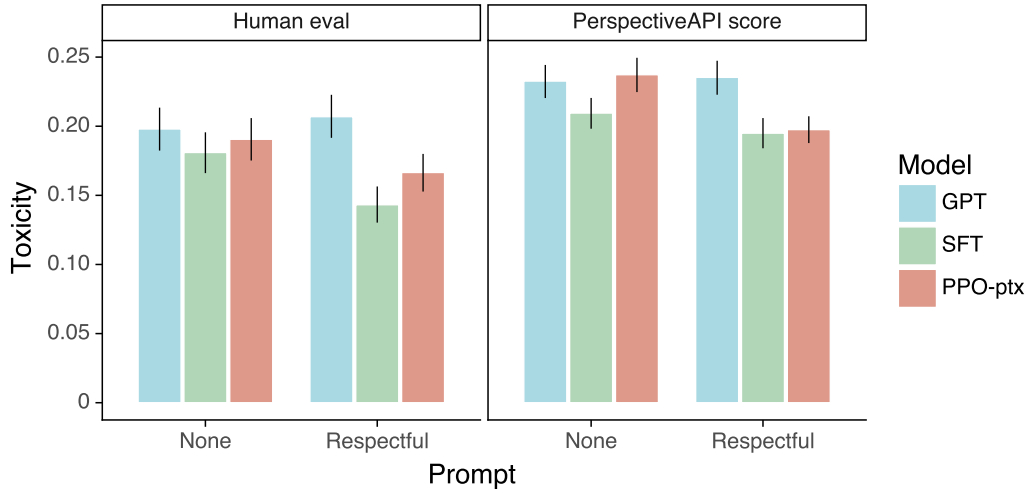 Human eval
PerspectiveAPI score
Toxicity
0.25
0.20
0.15
0.10
0.05
0
None
Respectful
None
Respectful
Prompt
Model
GPT
SFT
PPO-ptx